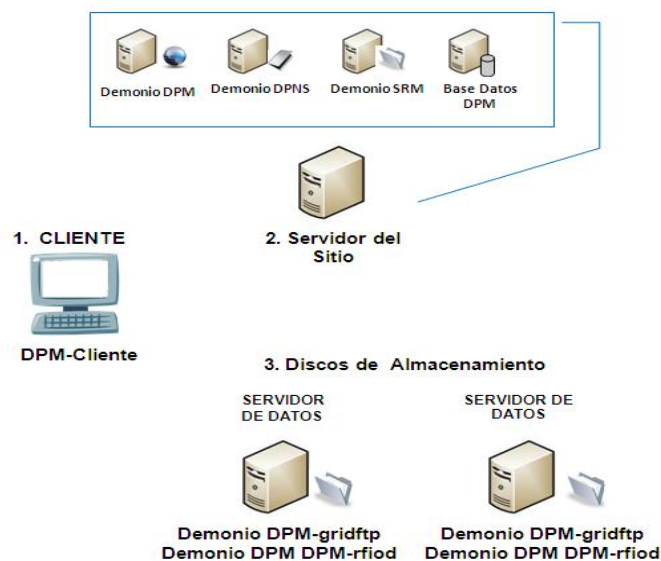 Demonio DPM
Demonio DPNS
Demonio SRM
Base Datos
DPM
1. CLIENTE
2. Servidor del
Sitio
DPM-Cliente
3. Discos de Almacenamiento
SERVIDOR
DE DATOS
SERVIDOR DE
DATOS
Demonio DPM-gridftp
Demonio DPM DPM-rfiod
Demonio DPM-gridftp
Demonio DPM DPM-rfiod